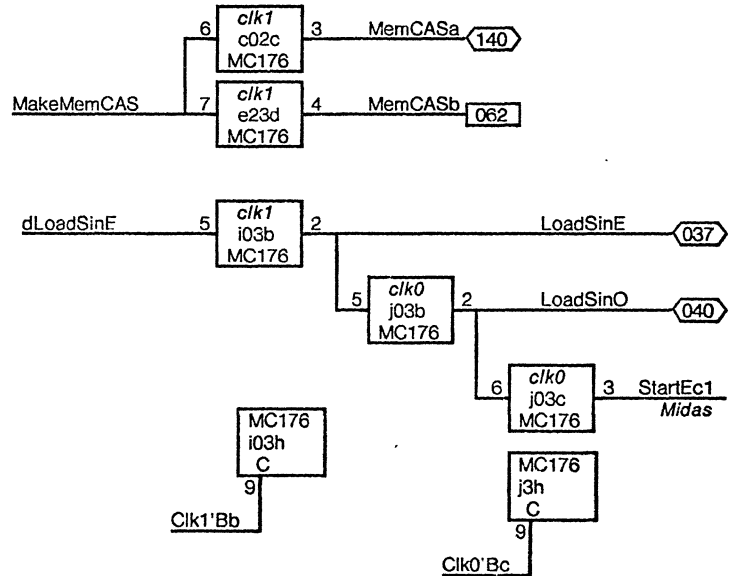 clk1
6 c02c 3 MemCASa 140
MC176
MakeMemCAS 7 clk1 4 MemCASb 062
e23d
MC176
dLoadSinE 5 clk1 2 LoadSinE 037
i03b
MC176
5 clk0 2 LoadSinO 040
j03b
MC176
6 clk0 3 StartEc1
j03c Midas
MC176
MC176
i03h
C
9
Clk1'Bb
MC176
j3h
C
9
Clk0'Bc